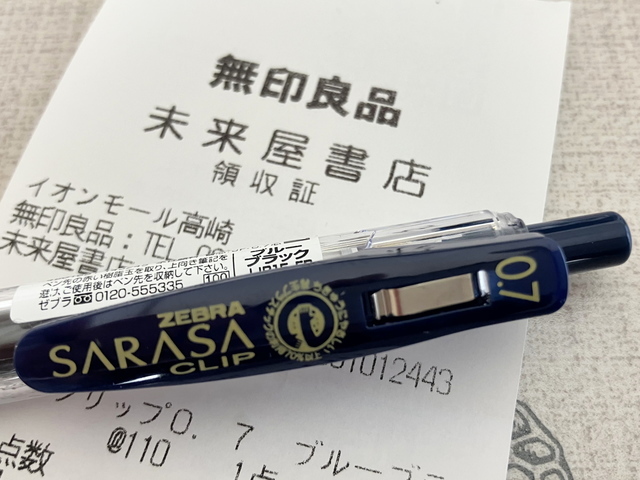 無印良品
未来屋書店
領収証
イオンモール高崎
無印良品：TEL
未来屋書店
ブルー
ブラック
ペン先の赤い樹脂玉を取り、上向き筆記を
避け、ご使用後はペン先を収納して下さい。
ゼブラ 0120-555335 [100]
ZEBRA
SARASA
CLIP
0.7
1012443
リップ0.7 ブルーブラ
点数 @110 1点